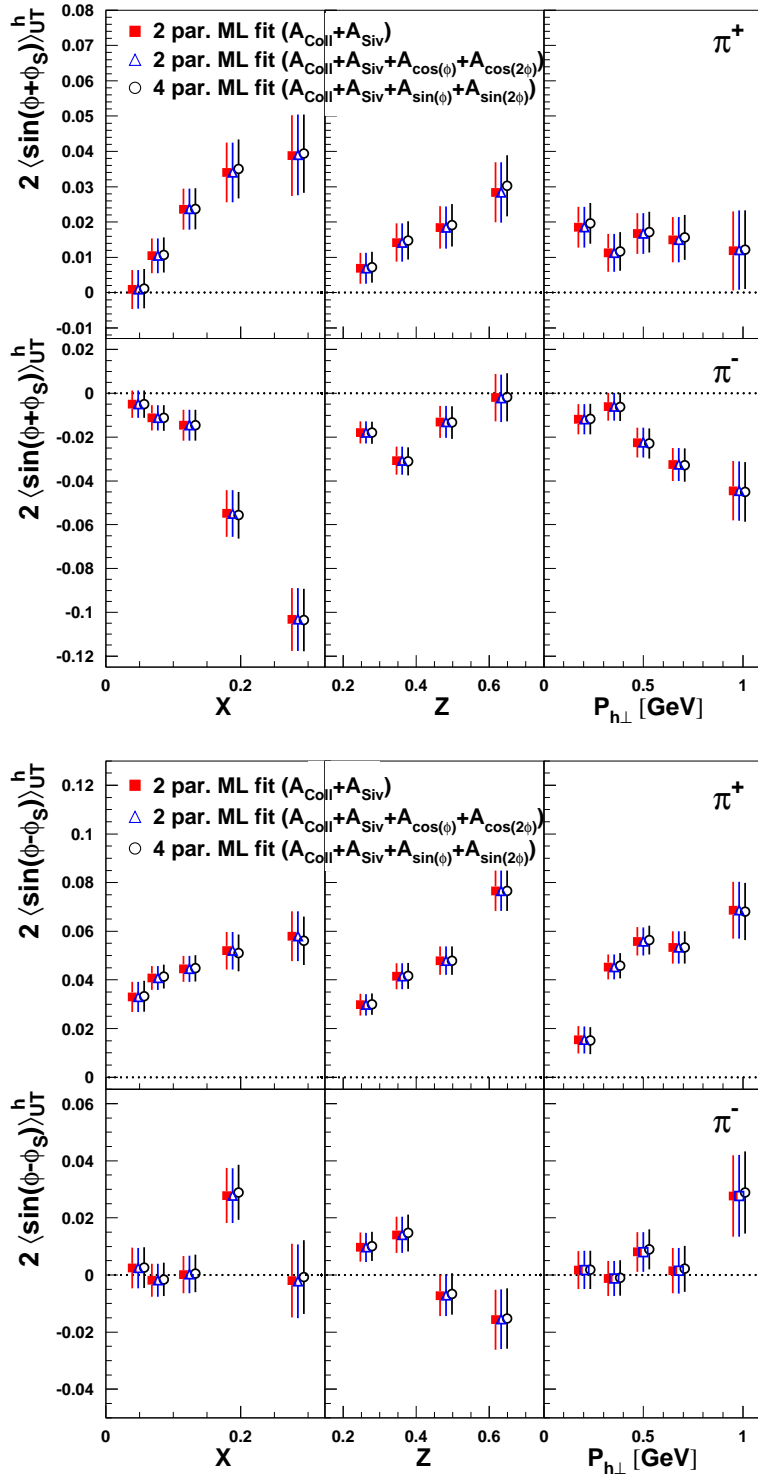 2 ⟨sin(ϕ+ϕ_S)⟩^h_UT
0.08
0.07
0.06
0.05
0.04
0.03
0.02
0.01
0
-0.01
2 par. ML fit (A_Coll+A_Siv)
2 par. ML fit (A_Coll+A_Siv+A_cos(ϕ)+A_cos(2ϕ))
4 par. ML fit (A_Coll+A_Siv+A_sin(ϕ)+A_sin(2ϕ))
π^+
2 ⟨sin(ϕ+ϕ_S)⟩^h_UT
0.02
0
-0.02
-0.04
-0.06
-0.08
-0.1
-0.12
π^-
0 0.2 0.2 0.4 0.6 0 0.5 1
X Z P_h⊥ [GeV]
2 ⟨sin(ϕ-ϕ_S)⟩^h_UT
0.12
0.1
0.08
0.06
0.04
0.02
0
2 par. ML fit (A_Coll+A_Siv)
2 par. ML fit (A_Coll+A_Siv+A_cos(ϕ)+A_cos(2ϕ))
4 par. ML fit (A_Coll+A_Siv+A_sin(ϕ)+A_sin(2ϕ))
π^+
2 ⟨sin(ϕ-ϕ_S)⟩^h_UT
0.06
0.04
0.02
0
-0.02
-0.04
π^-
0 0.2 0.2 0.4 0.6 0 0.5 1
X Z P_h⊥ [GeV]